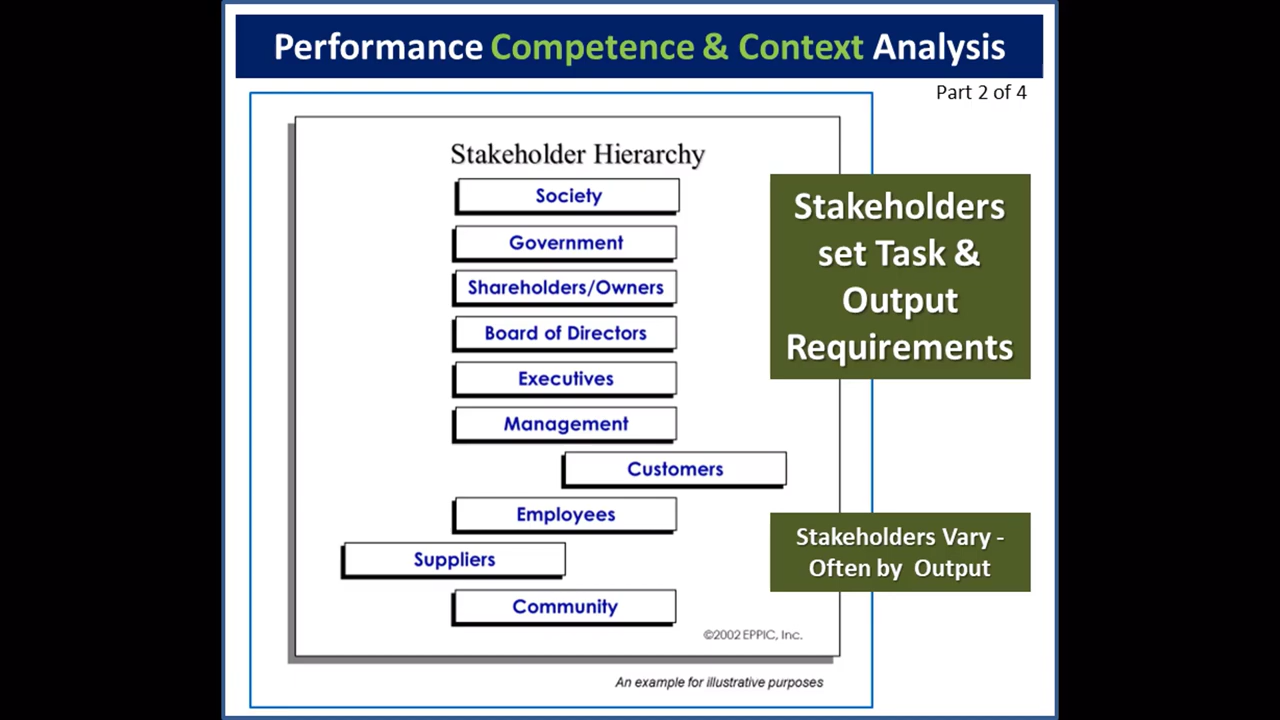 Performance Competence & Context Analysis
Part 2 of 4
Stakeholder Hierarchy
Society
Government
Shareholders/Owners
Board of Directors
Executives
Management
Customers
Employees
Suppliers
Community
©2002 EPPIC, Inc.
An example for illustrative purposes
Stakeholders
set Task &
Output
Requirements
Stakeholders Vary -
Often by Output